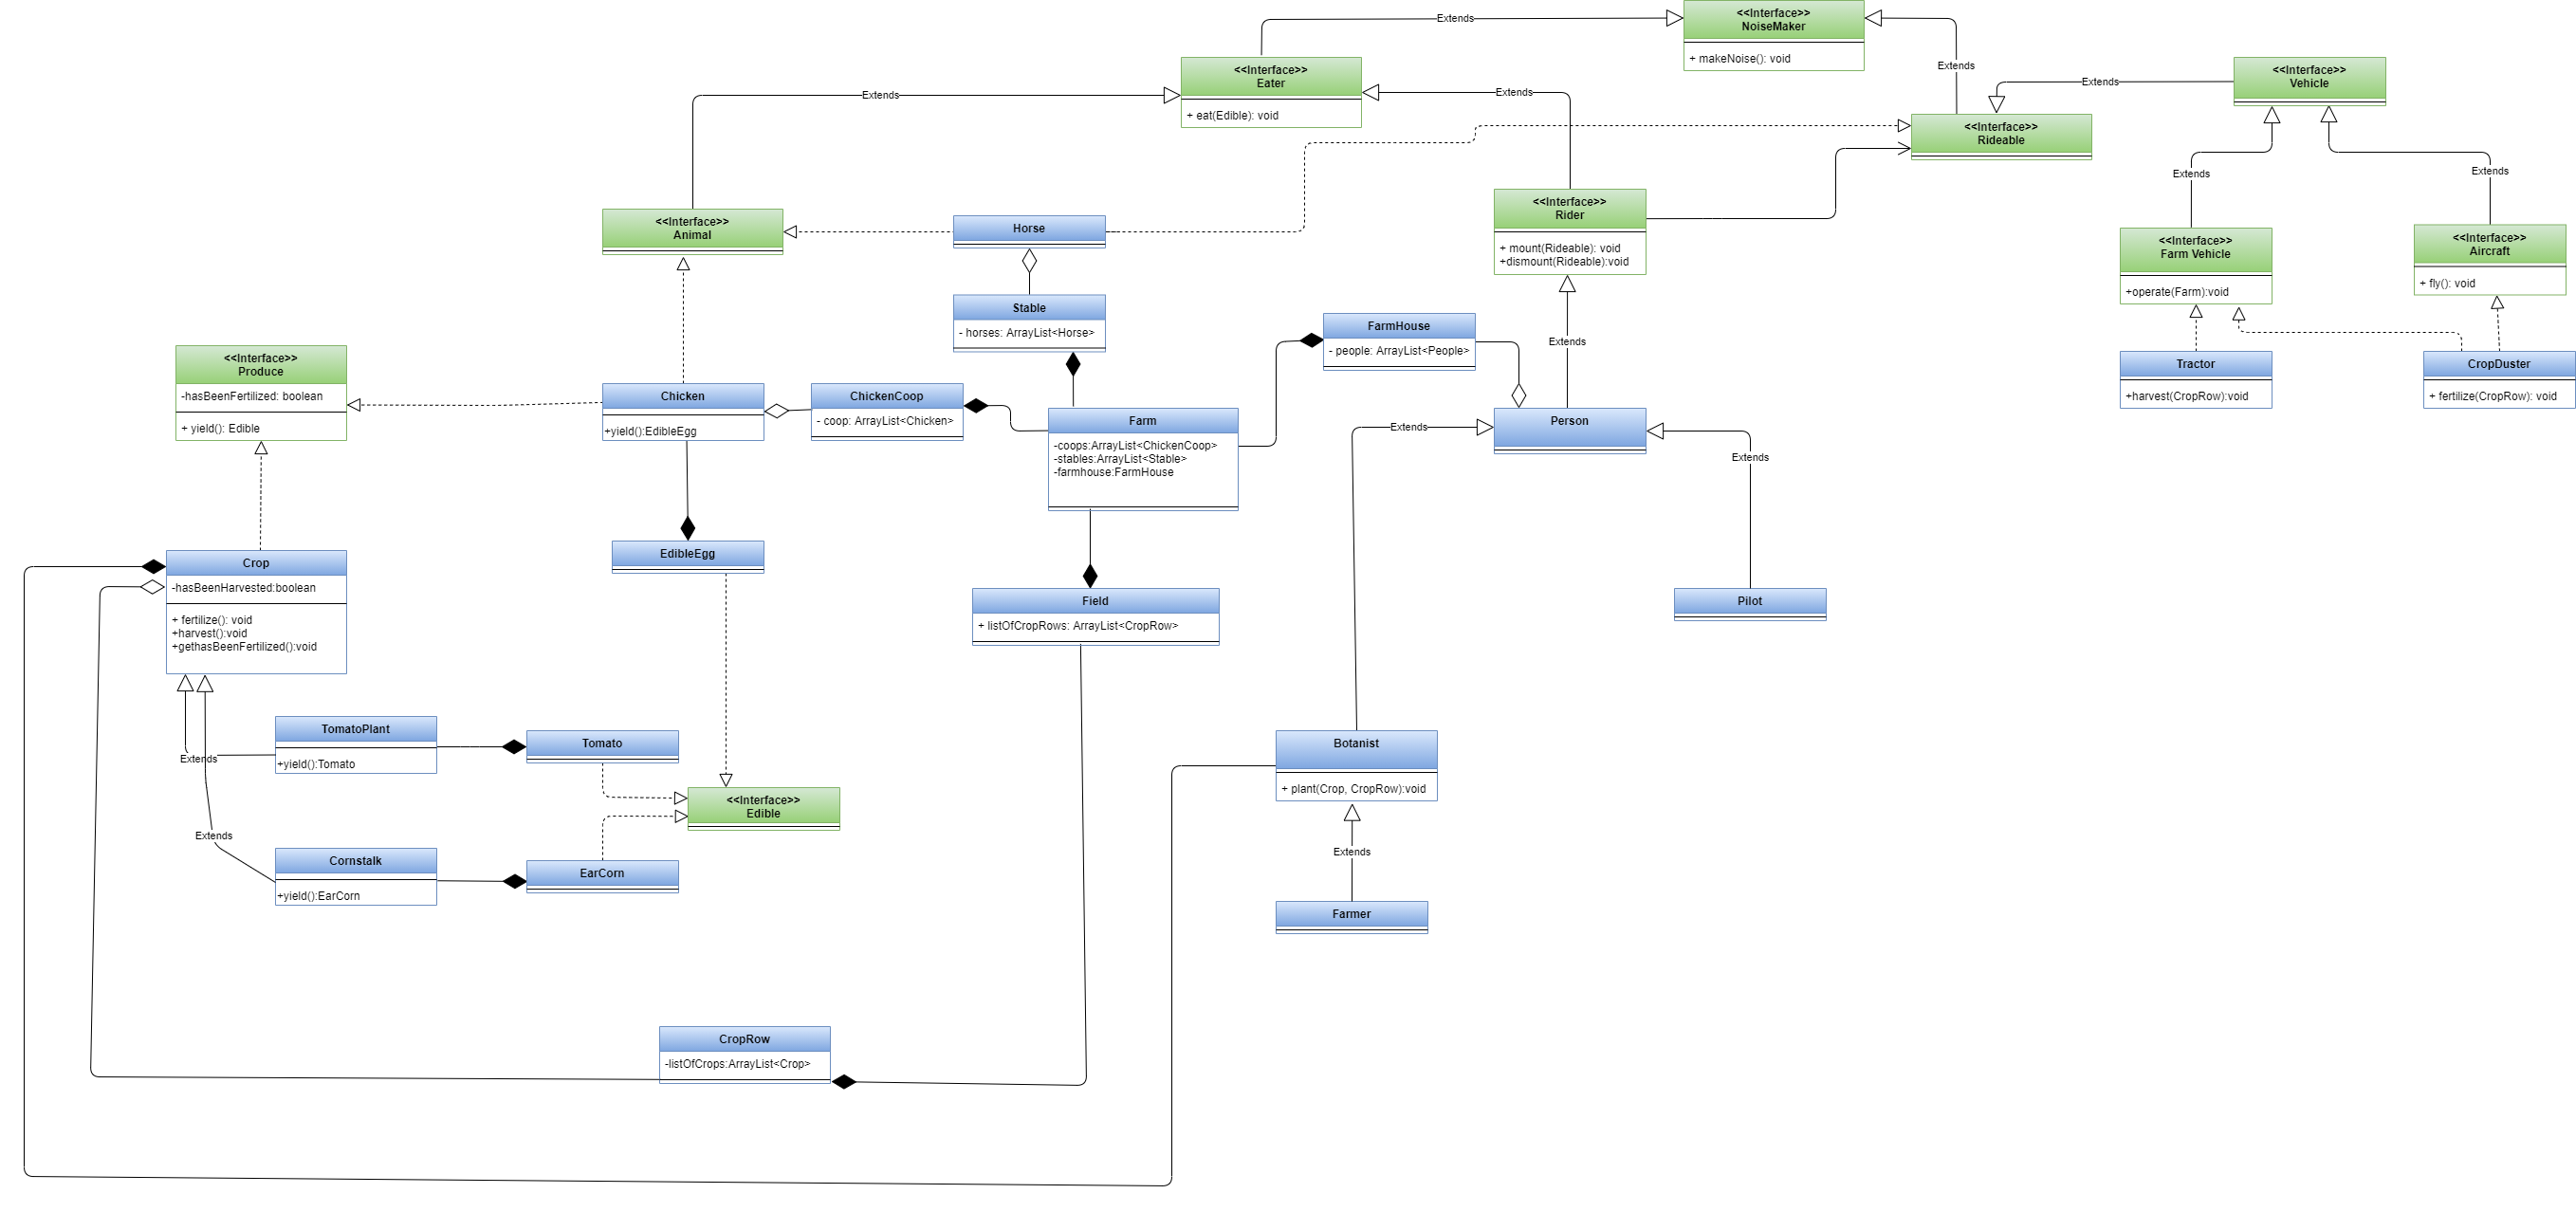 <<Interface>>
NoiseMaker
+ makeNoise(): void
Extends
Extends
<<Interface>>
Eater
+ eat(Edible): void
Extends
Extends
<<Interface>>
Vehicle
Extends
<<Interface>>
Rideable
Extends
Extends
<<Interface>>
Animal
Horse
<<Interface>>
Rider
+ mount(Rideable): void
+dismount(Rideable):void
<<Interface>>
Farm Vehicle
+operate(Farm):void
<<Interface>>
Aircraft
+ fly(): void
Stable
- horses: ArrayList<Horse>
FarmHouse
- people: ArrayList<People>
Extends
<<Interface>>
Produce
-hasBeenFertilized: boolean
+ yield(): Edible
Tractor
+harvest(CropRow):void
CropDuster
+ fertilize(CropRow): void
Chicken
+yield():EdibleEgg
ChickenCoop
- coop: ArrayList<Chicken>
Farm
-coops:ArrayList<ChickenCoop>
-stables:ArrayList<Stable>
-farmhouse:FarmHouse
Extends
Person
Extends
EdibleEgg
Crop
-hasBeenHarvested:boolean
+ fertilize(): void
+harvest():void
+gethasBeenFertilized():void
Field
+ listOfCropRows: ArrayList<CropRow>
Pilot
TomatoPlant
+yield():Tomato
Tomato
Extends
Botanist
+ plant(Crop, CropRow):void
<<Interface>>
Edible
Extends
Cornstalk
+yield():EarCorn
EarCorn
Extends
Farmer
CropRow
-listOfCrops:ArrayList<Crop>